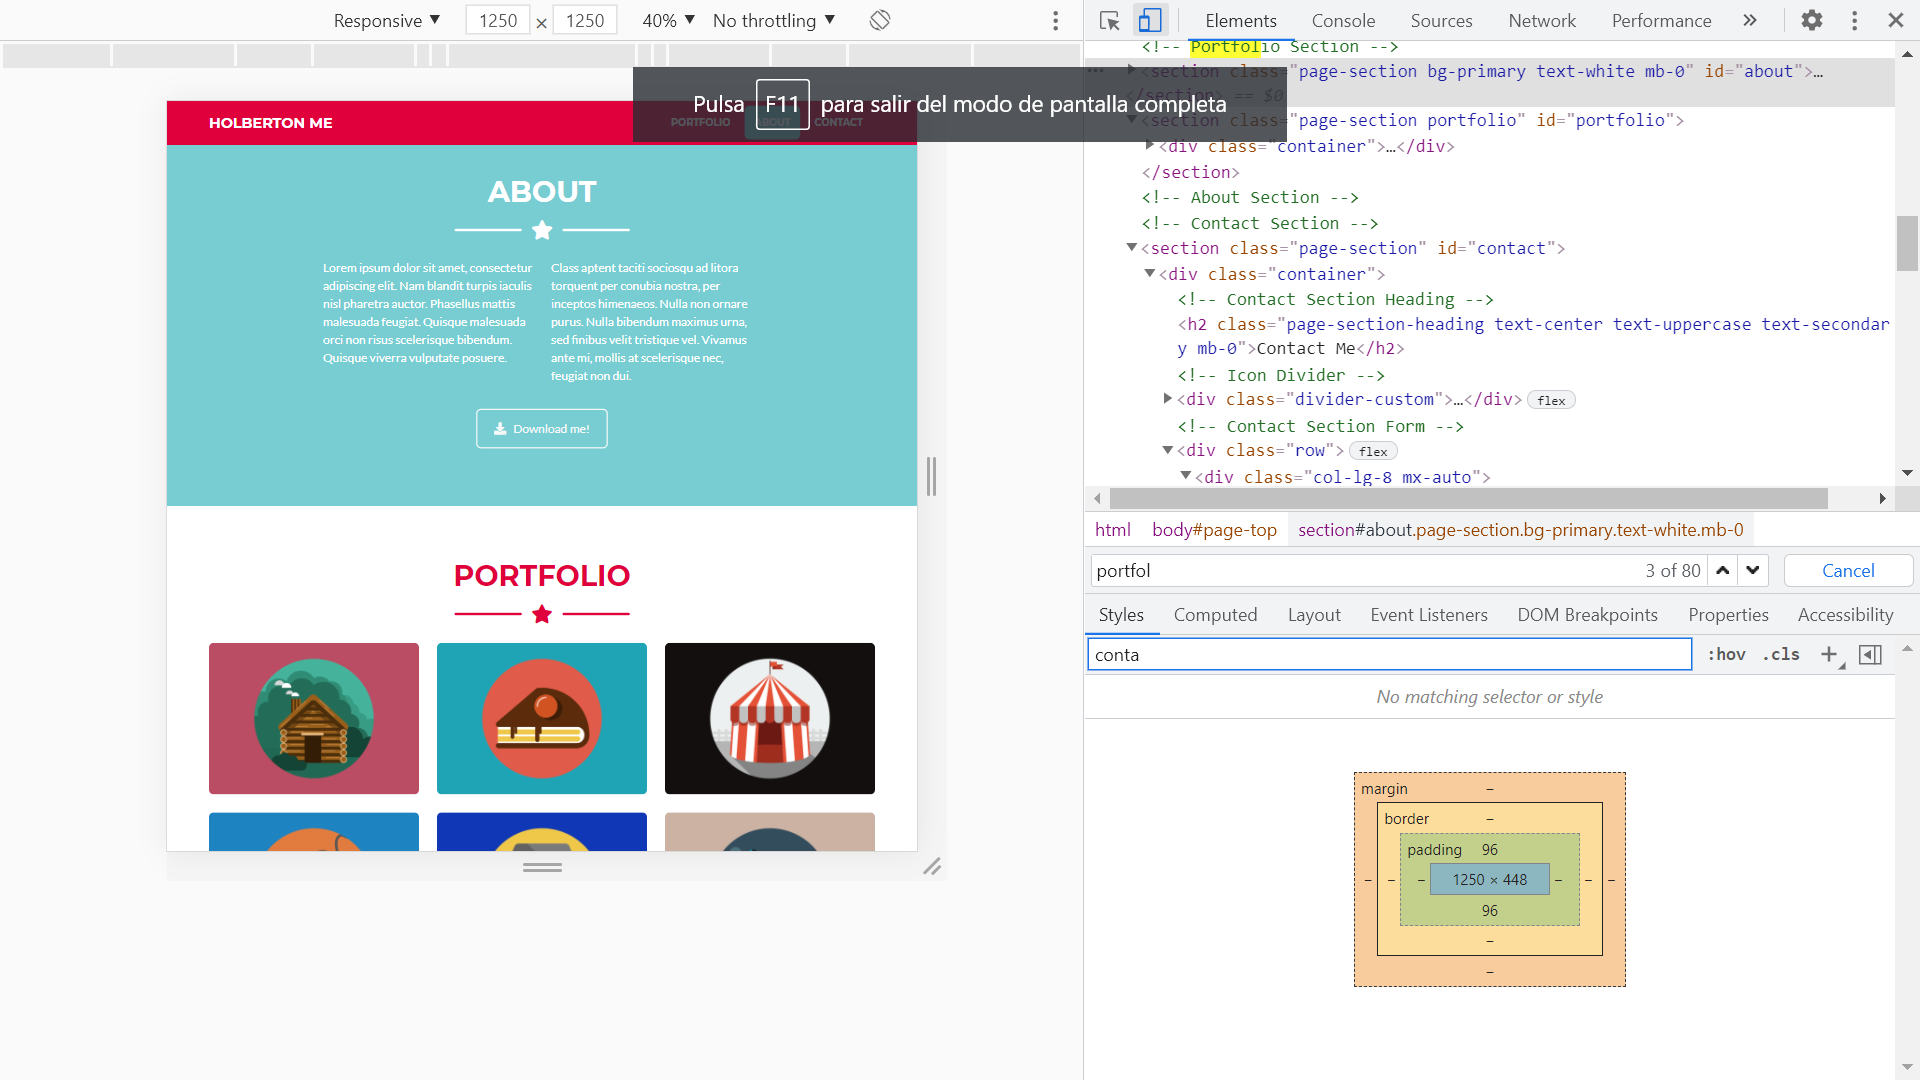 Responsive ▼ 1250 × 1250 40% ▼ No throttling ▼
Elements Console Sources Network Performance »
Pulsa F11 para salir del modo de pantalla completa
HOLBERTON ME
PORTFOLIO ABOUT CONTACT
ABOUT
Lorem ipsum dolor sit amet, consectetur
adipiscing elit. Nam blandit turpis iaculis
nisl pharetra auctor. Phasellus mattis
malesuada feugiat. Quisque malesuada
orci non risus scelerisque bibendum.
Quisque viverra vulputate posuere.
Class aptent taciti sociosqu ad litora
torquent per conubia nostra, per
inceptos himenaeos. Nulla non ornare
purus. Nulla bibendum maximus urna,
sed finibus velit tristique vel. Vivamus
ante mi, mollis at scelerisque nec,
feugiat non dui.
Download me!
PORTFOLIO
<!-- Portfolio Section -->
<section class="page-section bg-primary text-white mb-0" id="about">…
</section> == $0
<section class="page-section portfolio" id="portfolio">
<div class="container">…</div>
</section>
<!-- About Section -->
<!-- Contact Section -->
<section class="page-section" id="contact">
<div class="container">
<!-- Contact Section Heading -->
<h2 class="page-section-heading text-center text-uppercase text-secondar
y mb-0">Contact Me</h2>
<!-- Icon Divider -->
<div class="divider-custom">…</div> flex
<!-- Contact Section Form -->
<div class="row"> flex
<div class="col-lg-8 mx-auto">
html body#page-top section#about.page-section.bg-primary.text-white.mb-0
portfol 3 of 80 Cancel
Styles Computed Layout Event Listeners DOM Breakpoints Properties Accessibility
conta :hov .cls +
No matching selector or style
margin –
border –
padding 96
– – – 1250 × 448 – – –
96
–
–